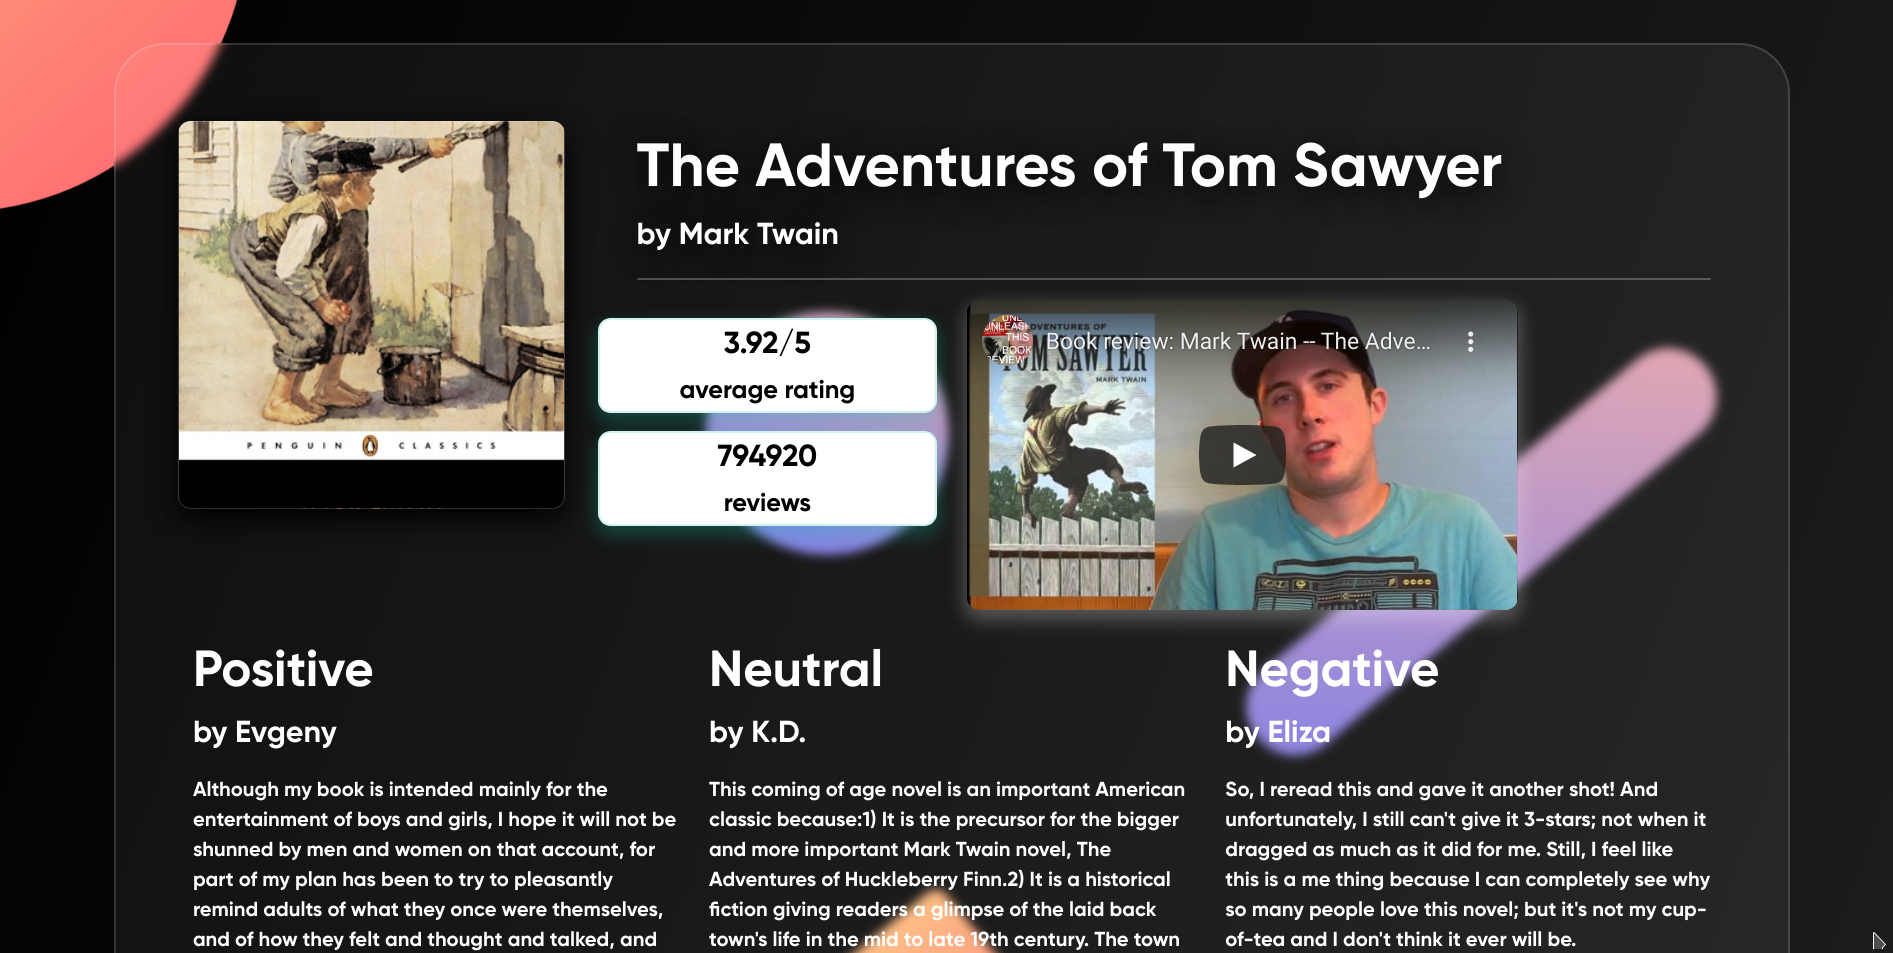 The Adventures of Tom Sawyer
by Mark Twain
PENGUIN CLASSICS
3.92/5
average rating
794920
reviews
UNLEASH
THIS
BOOK
REVIEW
ADVENTURES OF
TOM SAWYER
MARK TWAIN
Book review: Mark Twain -- The Adve...
Positive
by Evgeny
Although my book is intended mainly for the
entertainment of boys and girls, I hope it will not be
shunned by men and women on that account, for
part of my plan has been to try to pleasantly
remind adults of what they once were themselves,
and of how they felt and thought and talked, and
Neutral
by K.D.
This coming of age novel is an important American
classic because:1) It is the precursor for the bigger
and more important Mark Twain novel, The
Adventures of Huckleberry Finn.2) It is a historical
fiction giving readers a glimpse of the laid back
town's life in the mid to late 19th century. The town
Negative
by Eliza
So, I reread this and gave it another shot! And
unfortunately, I still can't give it 3-stars; not when it
dragged as much as it did for me. Still, I feel like
this is a me thing because I can completely see why
so many people love this novel; but it's not my cup-
of-tea and I don't think it ever will be.